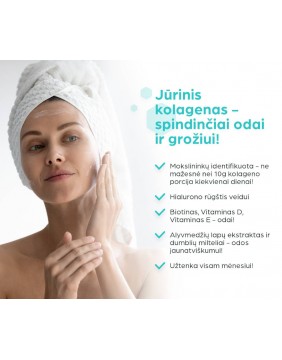 Jūrinis
kolagenas –
spindinčiai odai
ir grožiui!
Mokslininkų identifikuota - ne
mažesnė nei 10g kolageno
porcija kiekvienai dienai!
Hialurono rūgštis veidui
Biotinas, Vitaminas D,
Vitaminas E - odai!
Alyvmedžių lapų ekstraktas ir
dumblių milteliai - odos
jaunatviškumui!
Užtenka visam mėnesiui!